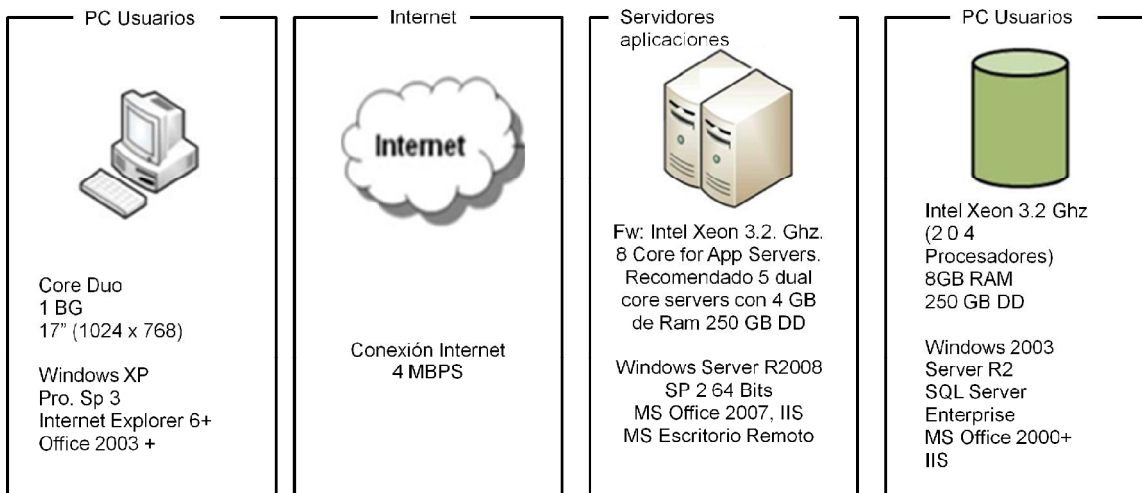 PC Usuarios
Core Duo
1 BG
17” (1024 x 768)
Windows XP
Pro. Sp 3
Internet Explorer 6+
Office 2003 +
Internet
Internet
Conexión Internet
4 MBPS
Servidores
aplicaciones
Fw: Intel Xeon 3.2. Ghz.
8 Core for App Servers.
Recomendado 5 dual
core servers con 4 GB
de Ram 250 GB DD
Windows Server R2008
SP 2 64 Bits
MS Office 2007, IIS
MS Escritorio Remoto
PC Usuarios
Intel Xeon 3.2 Ghz
(2 0 4
Procesadores)
8GB RAM
250 GB DD
Windows 2003
Server R2
SQL Server
Enterprise
MS Office 2000+
IIS